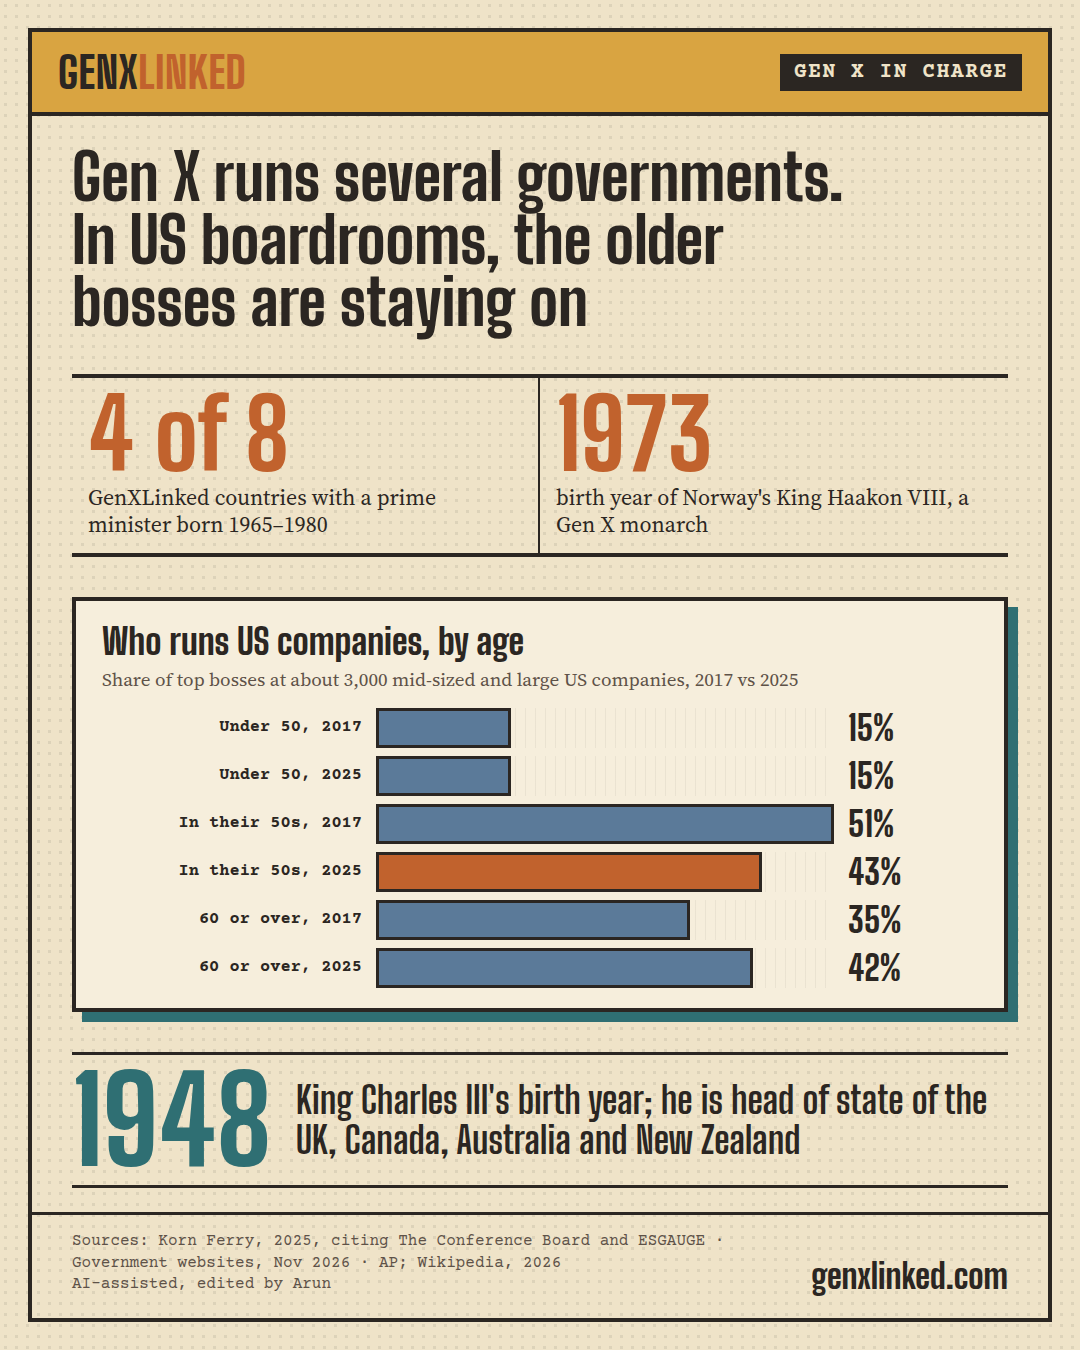 GENXLINKED
GEN X IN CHARGE
Gen X runs several governments.
In US boardrooms, the older
bosses are staying on
4 of 8
GenXLinked countries with a prime
minister born 1965–1980
1973
birth year of Norway's King Haakon VIII, a
Gen X monarch
Who runs US companies, by age
Share of top bosses at about 3,000 mid-sized and large US companies, 2017 vs 2025
Under 50, 2017 15%
Under 50, 2025 15%
In their 50s, 2017 51%
In their 50s, 2025 43%
60 or over, 2017 35%
60 or over, 2025 42%
1948
King Charles III's birth year; he is head of state of the
UK, Canada, Australia and New Zealand
Sources: Korn Ferry, 2025, citing The Conference Board and ESGAUGE ·
Government websites, Nov 2026 · AP; Wikipedia, 2026
AI-assisted, edited by Arun
genxlinked.com